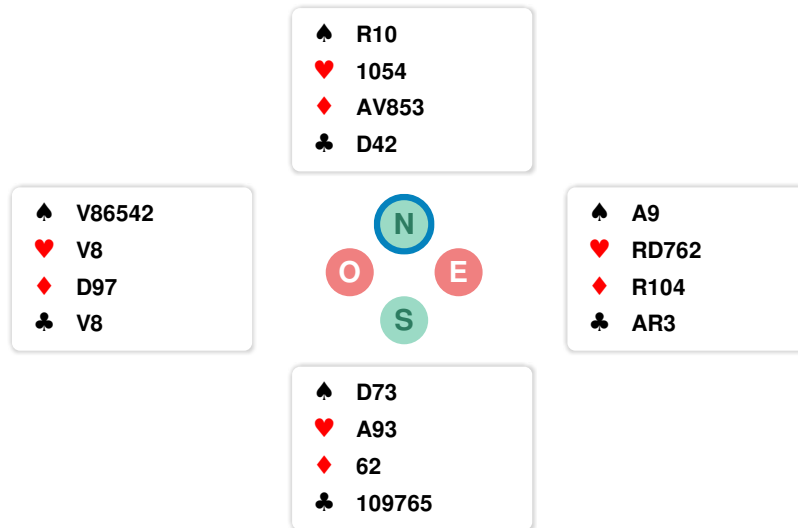 ♠ R10
♥ 1054
♦ AV853
♣ D42
♠ V86542
♥ V8
♦ D97
♣ V8
N
O E
S
♠ A9
♥ RD762
♦ R104
♣ AR3
♠ D73
♥ A93
♦ 62
♣ 109765